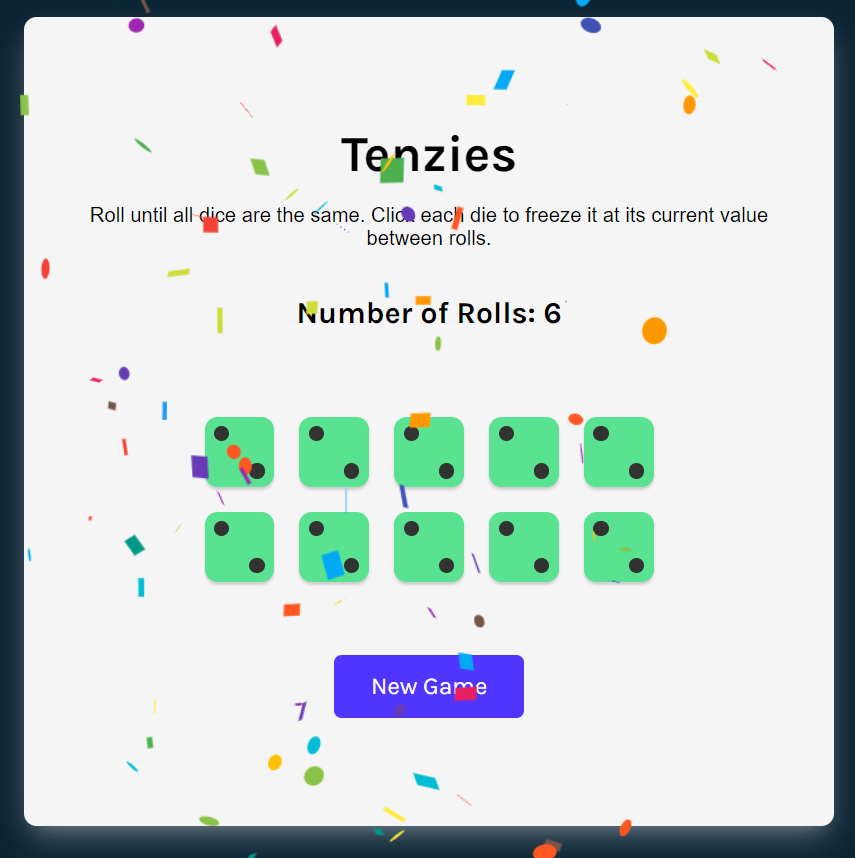 Tenzies
Roll until all dice are the same. Click each die to freeze it at its current value
between rolls.
Number of Rolls: 6
New Game